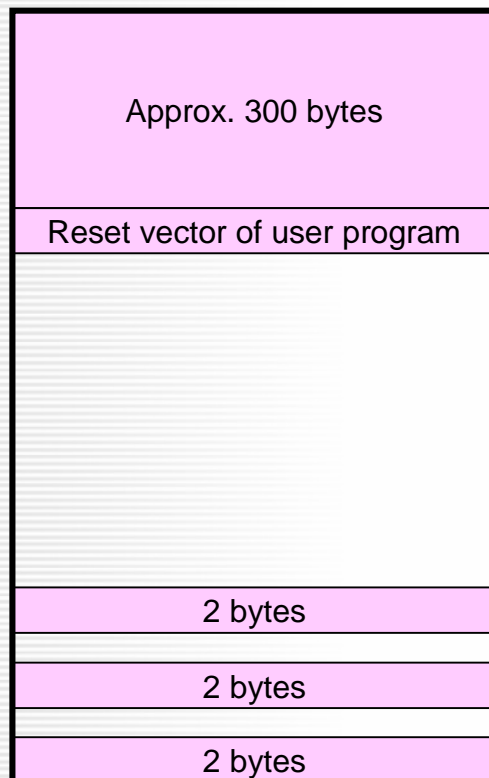 Approx. 300 bytes
Reset vector of user program
2 bytes
2 bytes
2 bytes